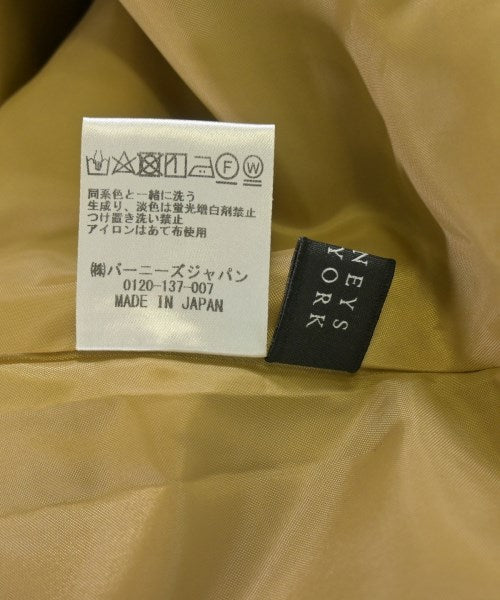 同系色と一緒に洗う
生成り、淡色は蛍光増白剤禁止
つけ置き洗い禁止
アイロンはあて布使用
㈱バーニーズジャパン
0120-137-007
MADE IN JAPAN
NEYS
YORK